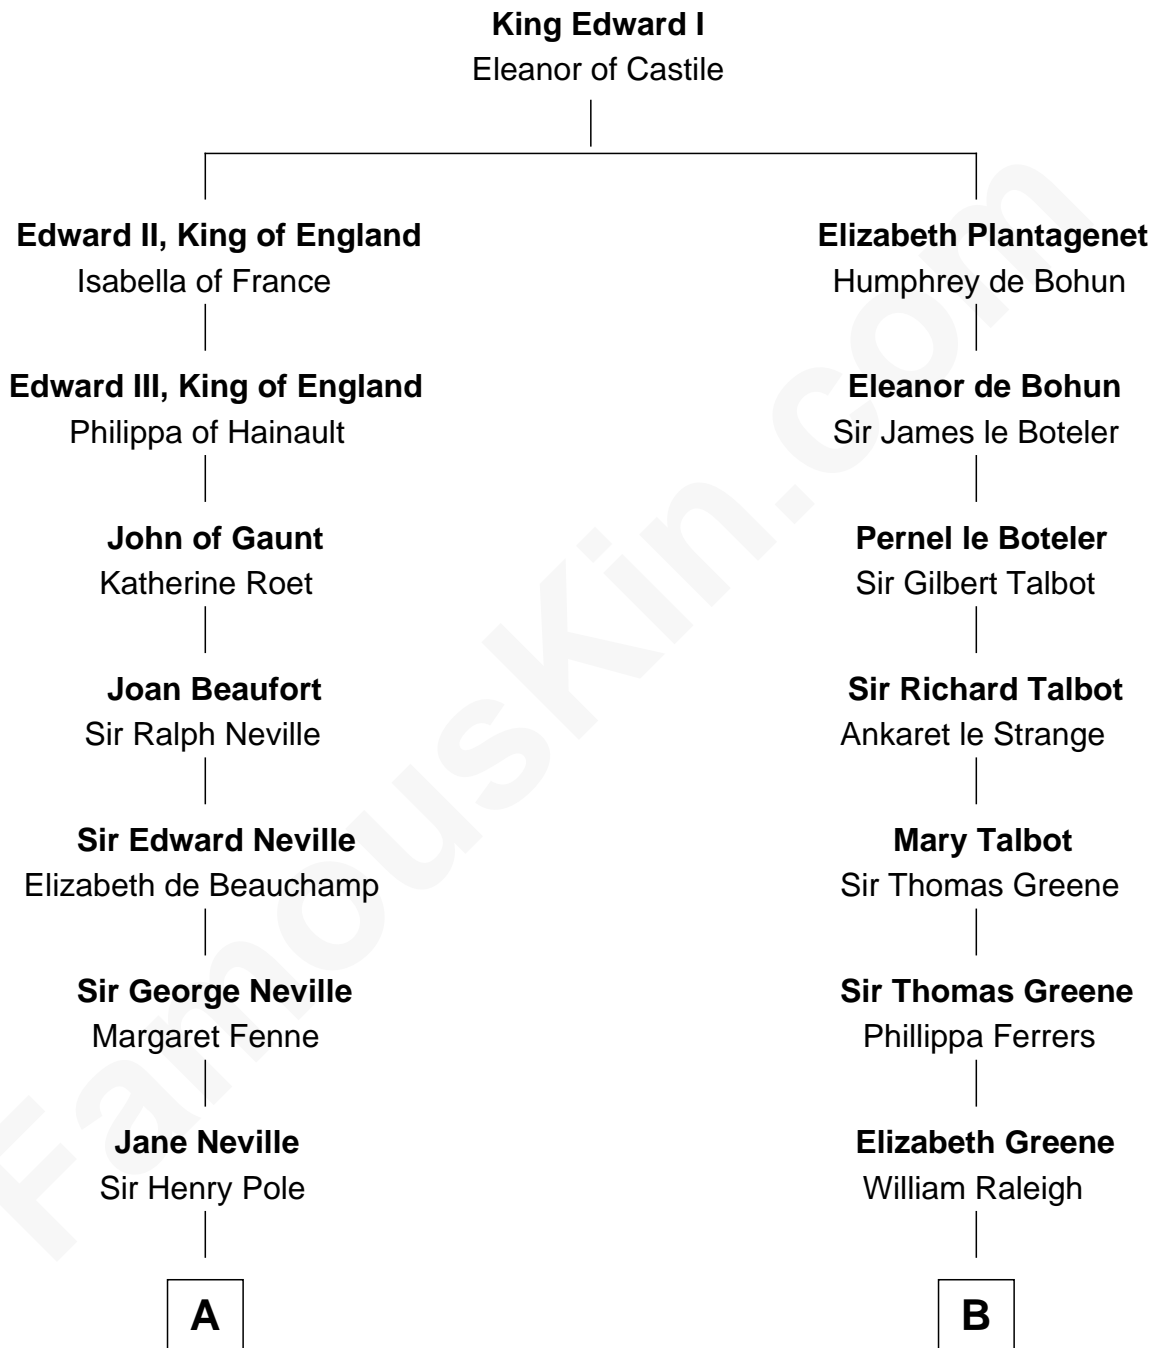 King Edward I
Eleanor of Castile
Edward II, King of England
Isabella of France
Elizabeth Plantagenet
Humphrey de Bohun
Edward III, King of England
Philippa of Hainault
Eleanor de Bohun
Sir James le Boteler
John of Gaunt
Katherine Roet
Pernel le Boteler
Sir Gilbert Talbot
Joan Beaufort
Sir Ralph Neville
Sir Richard Talbot
Ankaret le Strange
Sir Edward Neville
Elizabeth de Beauchamp
Mary Talbot
Sir Thomas Greene
Sir George Neville
Margaret Fenne
Sir Thomas Greene
Phillippa Ferrers
Jane Neville
Sir Henry Pole
Elizabeth Greene
William Raleigh
A
B
FamousKin.com